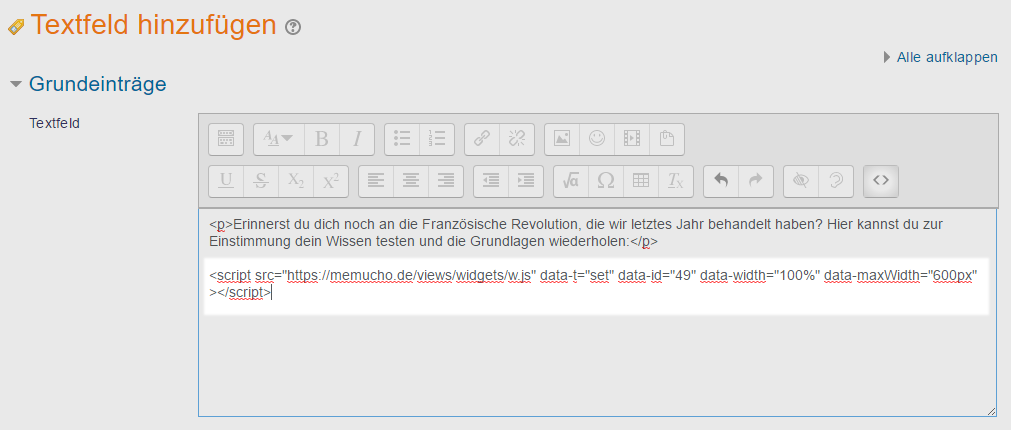 Textfeld hinzufügen
Alle aufklappen
Grundeinträge
Textfeld
<p>Erinnerst du dich noch an die Französische Revolution, die wir letztes Jahr behandelt haben? Hier kannst du zur
Einstimmung dein Wissen testen und die Grundlagen wiederholen:</p>
<script src="https://memucho.de/views/widgets/w.js" data-t="set" data-id="49" data-width="100%" data-maxWidth="600px"
></script>